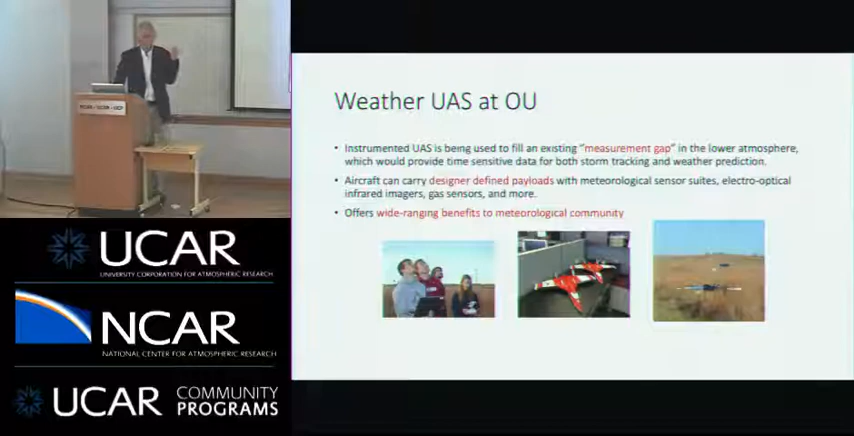 Weather UAS at OU
• Instrumented UAS is being used to fill an existing "measurement gap" in the lower atmosphere,
which would provide time sensitive data for both storm tracking and weather prediction.
• Aircraft can carry designer defined payloads with meteorological sensor suites, electro-optical
infrared imagers, gas sensors, and more.
• Offers wide-ranging benefits to meteorological community
UCAR
UNIVERSITY CORPORATION FOR ATMOSPHERIC RESEARCH
NCAR
NATIONAL CENTER FOR ATMOSPHERIC RESEARCH
UCAR COMMUNITY
PROGRAMS